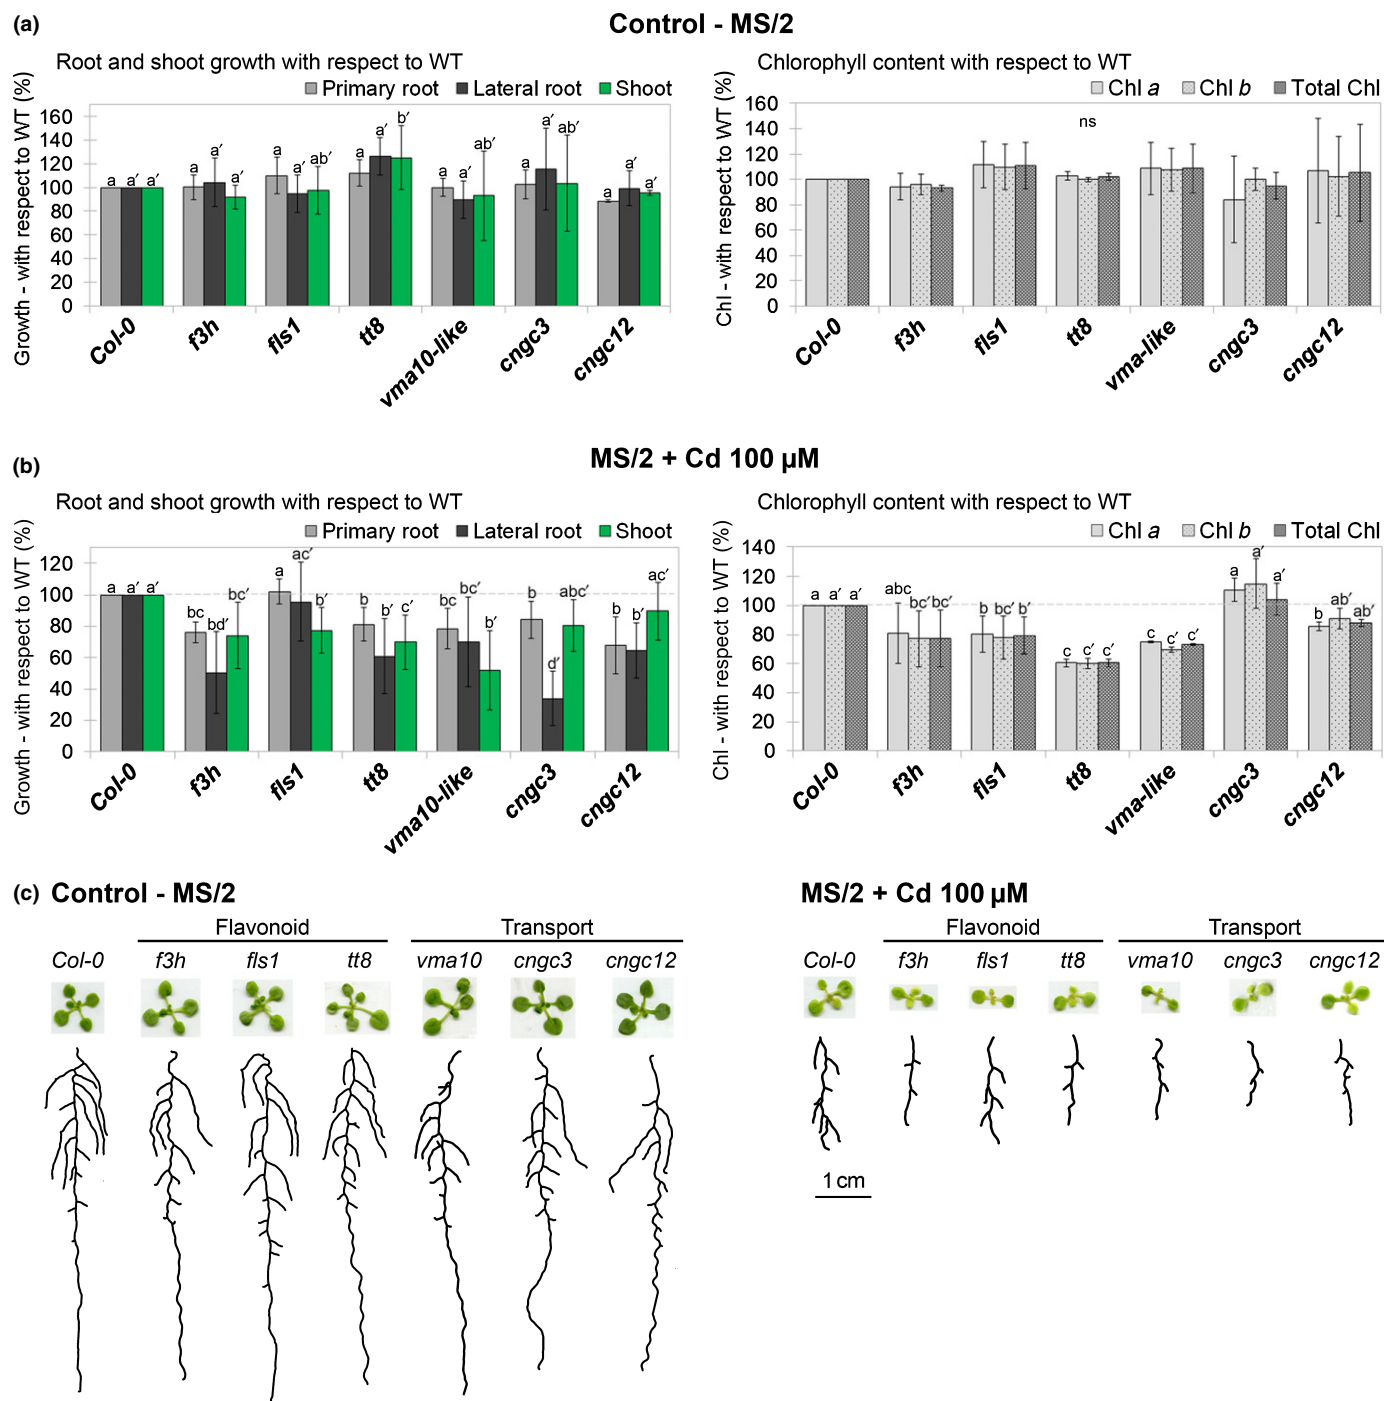 (a) Control - MS/2
Root and shoot growth with respect to WT
Primary root Lateral root Shoot
Growth - with respect to WT (%)
160
140
120
100
80
60
40
20
0
a a′ a′
a a′ a′
a a′ ab′
a a′ b′
a a′ ab′
a a′ ab′
a a′ a′
Col-0 f3h fls1 tt8 vma10-like cngc3 cngc12
Chlorophyll content with respect to WT
Chl a Chl b Total Chl
Chl - with respect to WT (%)
160
140
120
100
80
60
40
20
0
ns
Col-0 f3h fls1 tt8 vma-like cngc3 cngc12
(b) MS/2 + Cd 100 µM
Root and shoot growth with respect to WT
Primary root Lateral root Shoot
Growth - with respect to WT (%)
120
100
80
60
40
20
0
a a′ a′
bc bd′ bc′
a ac′ b′
b b′ c′
bc bc′ b′
b d′ abc′
b b′ ac′
Col-0 f3h fls1 tt8 vma10-like cngc3 cngc12
Chlorophyll content with respect to WT
Chl a Chl b Total Chl
Chl - with respect to WT (%)
140
120
100
80
60
40
20
0
a a′ a′
abc bc′ bc′
b bc′ b′
c c′ c′
c c′ c′
a a′ a′
b ab′ ab′
Col-0 f3h fls1 tt8 vma-like cngc3 cngc12
(c) Control - MS/2
Flavonoid Transport
Col-0 f3h fls1 tt8 vma10 cngc3 cngc12
MS/2 + Cd 100 µM
Flavonoid Transport
Col-0 f3h fls1 tt8 vma10 cngc3 cngc12
1 cm